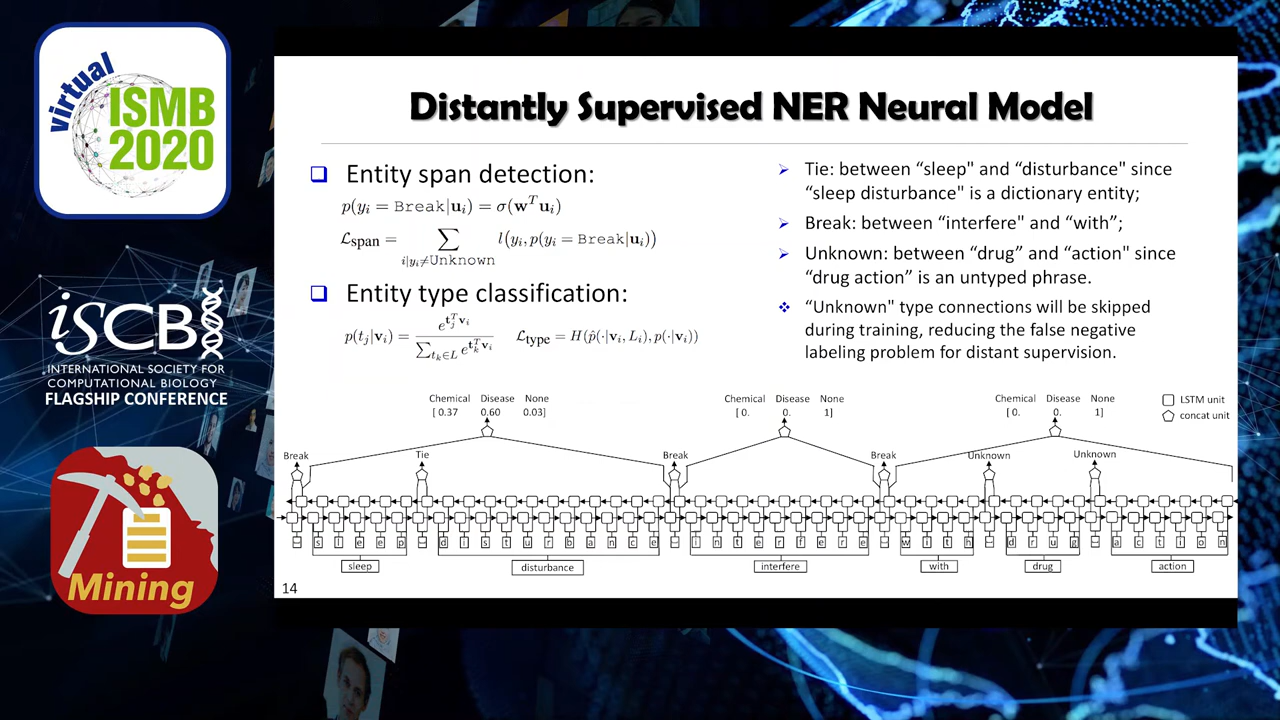 virtual
ISMB
2020
iSCB
INTERNATIONAL SOCIETY FOR
COMPUTATIONAL BIOLOGY
FLAGSHIP CONFERENCE
Mining
Distantly Supervised NER Neural Model
Entity span detection:
p(y_i = Break|u_i) = σ(w^T u_i)
L_span = ∑_{i|y_i≠Unknown} l(y_i, p(y_i = Break|u_i))
Entity type classification:
p(t_j|v_i) = e^{t_j^T v_i} / ∑_{t_k∈L} e^{t_k^T v_i} L_type = H(p̂(·|v_i, L_i), p(·|v_i))
Tie: between “sleep" and “disturbance" since
“sleep disturbance" is a dictionary entity;
Break: between “interfere" and “with”;
Unknown: between “drug” and “action" since
“drug action” is an untyped phrase.
“Unknown" type connections will be skipped
during training, reducing the false negative
labeling problem for distant supervision.
Chemical Disease None
[ 0.37 0.60 0.03]
Chemical Disease None
[ 0. 0. 1]
Chemical Disease None
[ 0. 0. 1]
LSTM unit
concat unit
Break Tie Break Break Unknown Unknown
_ s l e e p _ d i s t u r b a n c e _ i n t e r f e r e _ w i t h _ d r u g _ a c t i o n
sleep disturbance interfere with drug action
14